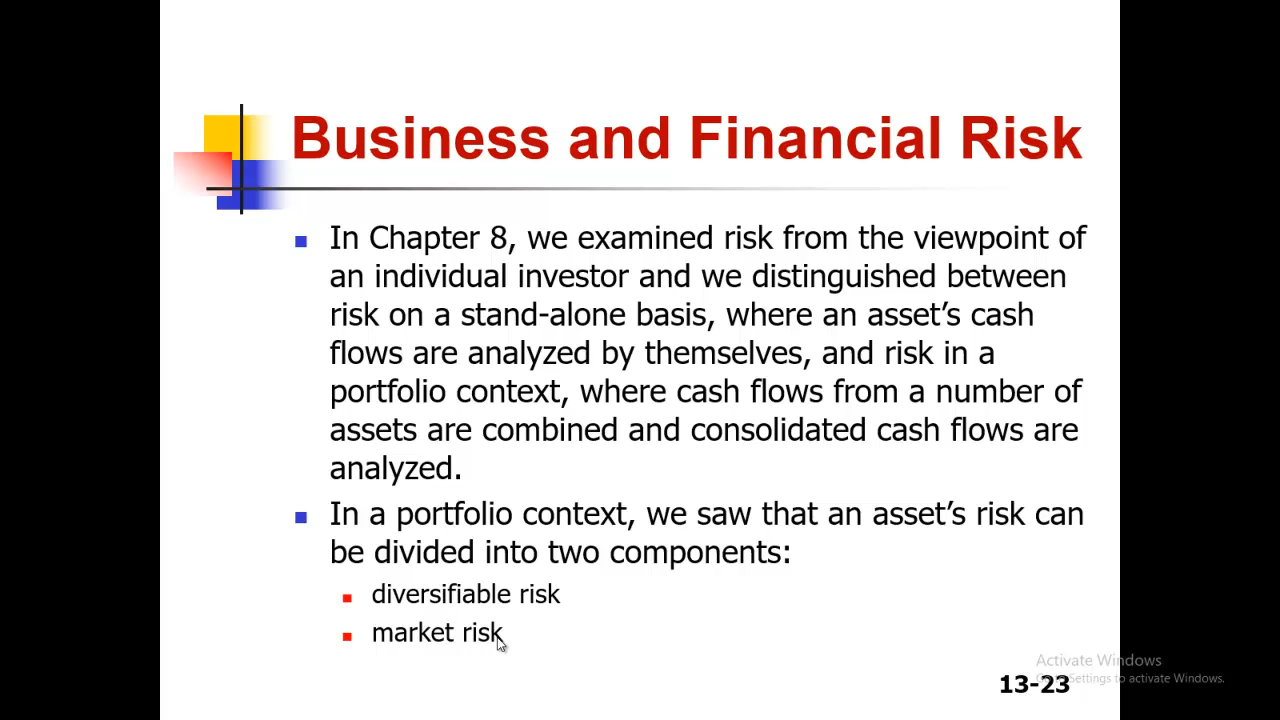 Business and Financial Risk
In Chapter 8, we examined risk from the viewpoint of
an individual investor and we distinguished between
risk on a stand-alone basis, where an asset’s cash
flows are analyzed by themselves, and risk in a
portfolio context, where cash flows from a number of
assets are combined and consolidated cash flows are
analyzed.
In a portfolio context, we saw that an asset’s risk can
be divided into two components:
diversifiable risk
market risk
Activate Windows
Settings to activate Windows.
13-23